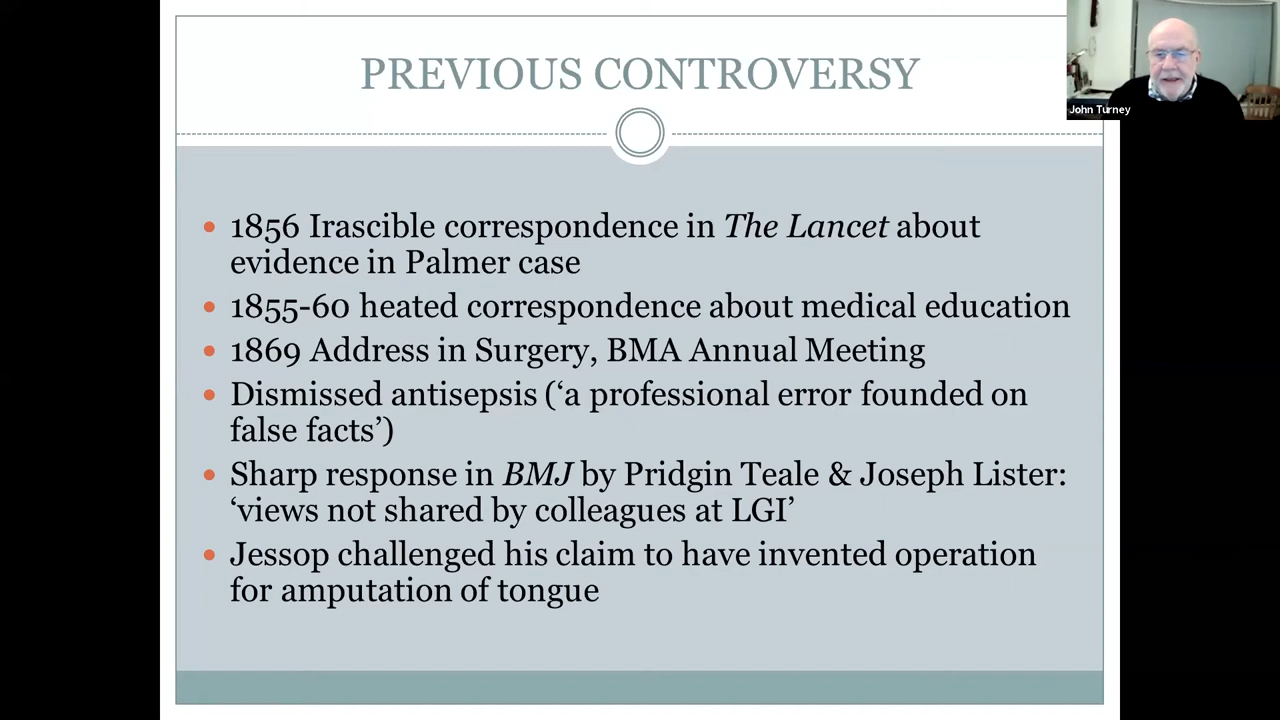 PREVIOUS CONTROVERSY
John Turney
• 1856 Irascible correspondence in The Lancet about
evidence in Palmer case
• 1855-60 heated correspondence about medical education
• 1869 Address in Surgery, BMA Annual Meeting
• Dismissed antisepsis (‘a professional error founded on
false facts’)
• Sharp response in BMJ by Pridgin Teale & Joseph Lister:
‘views not shared by colleagues at LGI’
• Jessop challenged his claim to have invented operation
for amputation of tongue